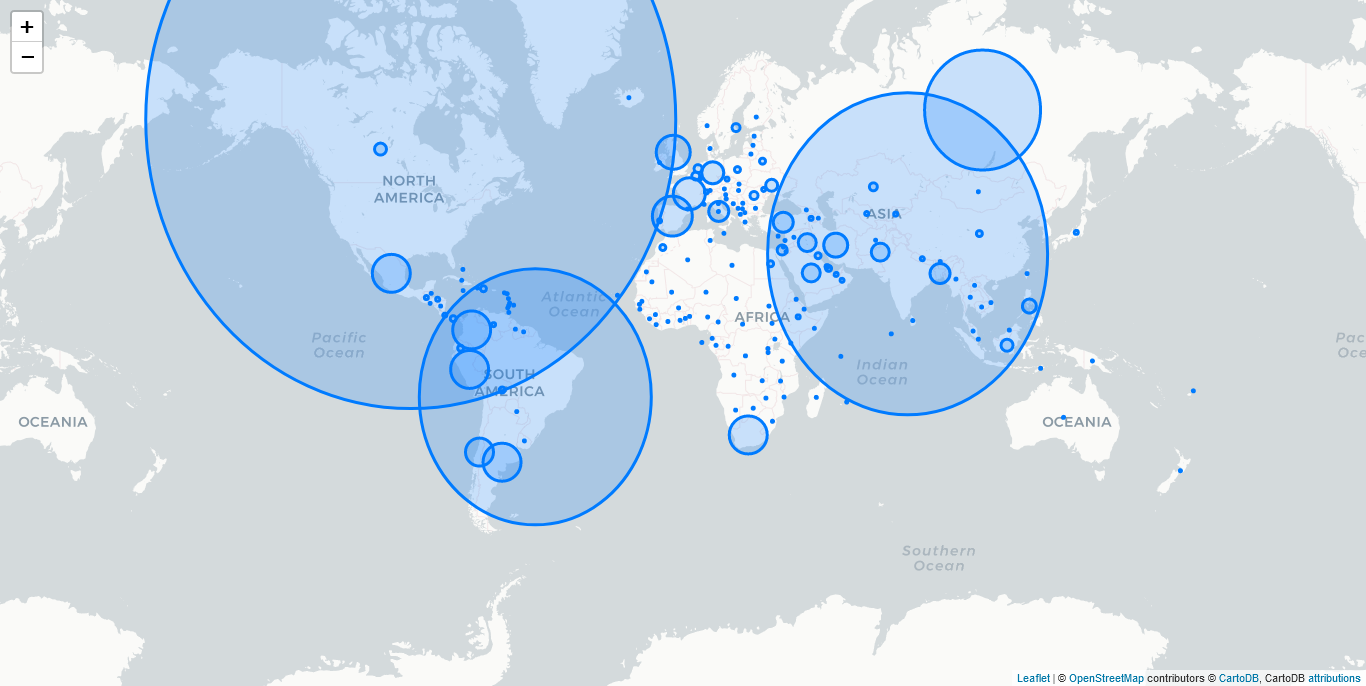 +
−
NORTH
AMERICA
ASIA
Atlantic
Ocean
AFRICA
Pacific
Ocean
Pac
Oce
Indian
Ocean
SOUTH
AMERICA
OCEANIA
OCEANIA
Southern
Ocean
Leaflet | © OpenStreetMap contributors © CartoDB, CartoDB attributions